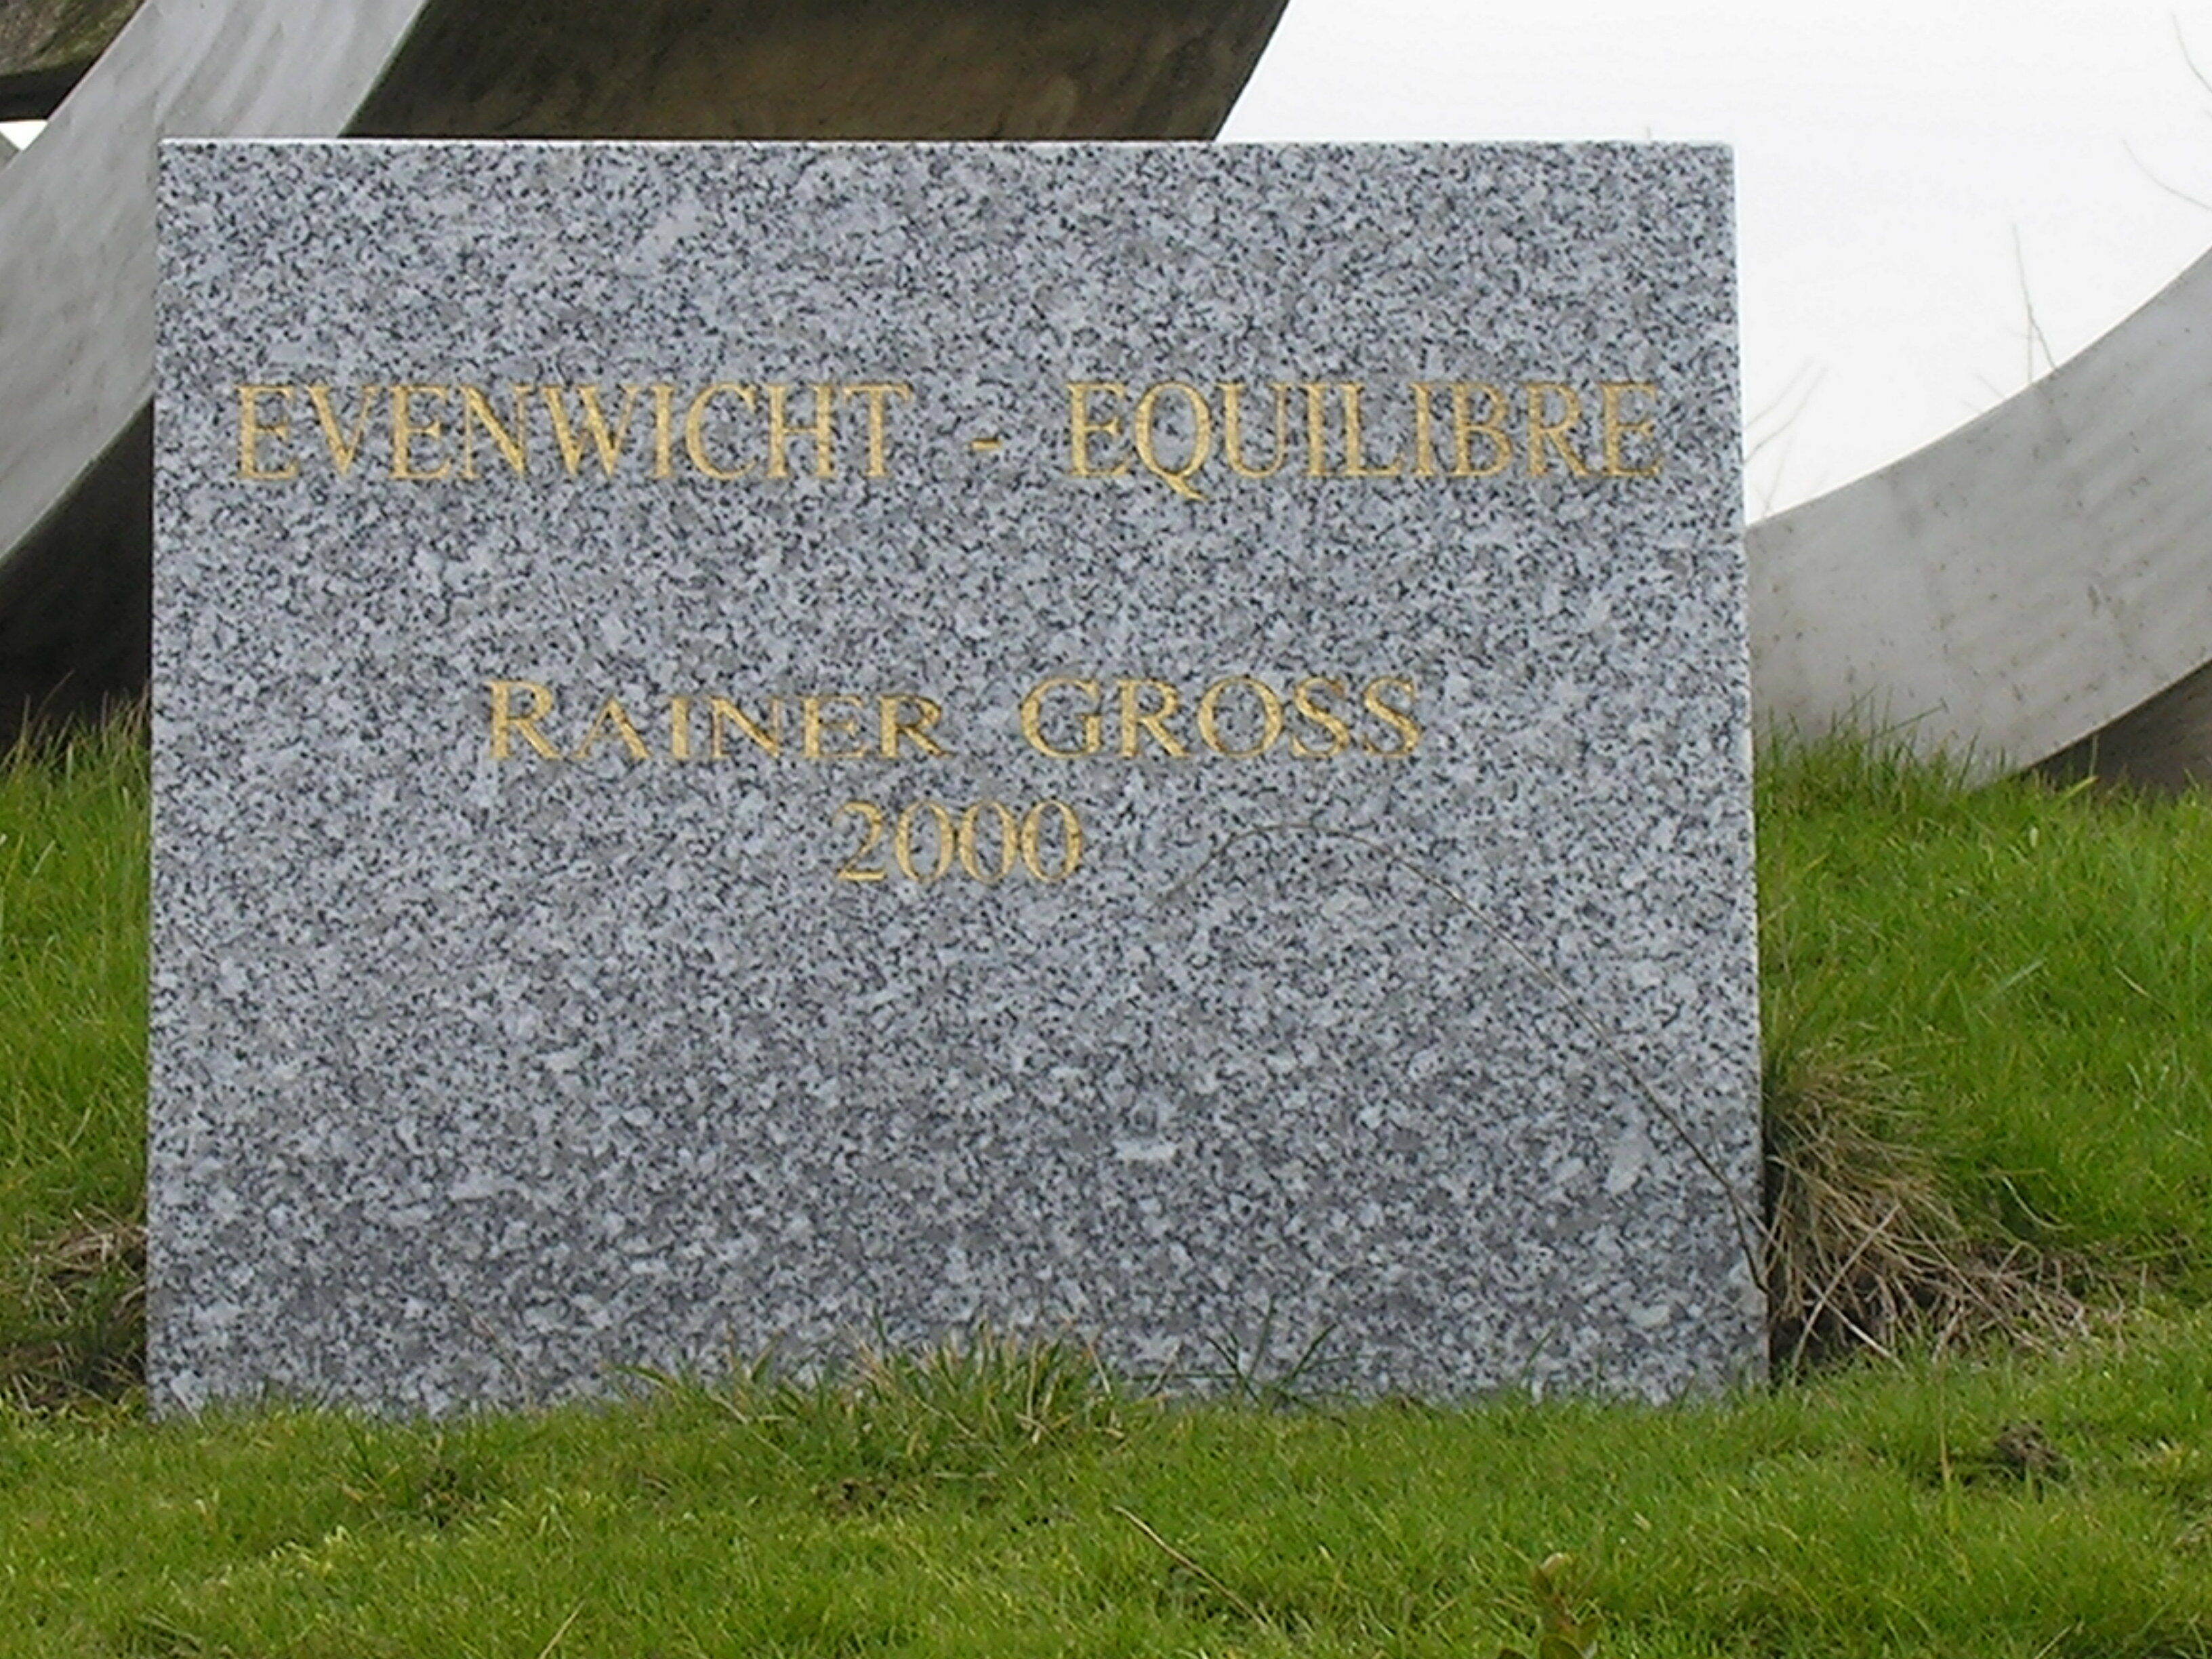 EVENWICHT - EQUILIBRE
RAINER GROSS
2000